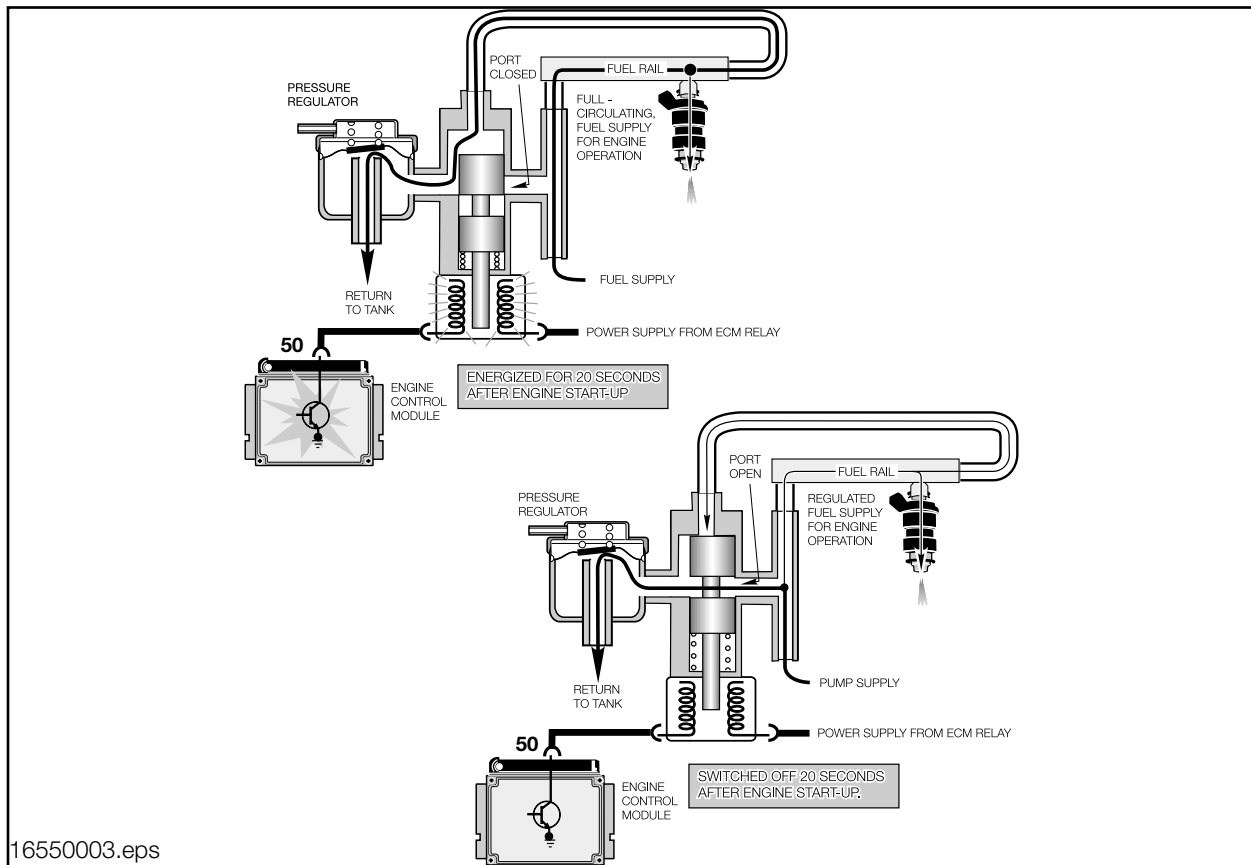 PORT
CLOSED
FUEL RAIL
PRESSURE
REGULATOR
FULL -
CIRCULATING,
FUEL SUPPLY
FOR ENGINE
OPERATION
FUEL SUPPLY
RETURN
TO TANK
POWER SUPPLY FROM ECM RELAY
50
ENGINE
CONTROL
MODULE
ENERGIZED FOR 20 SECONDS
AFTER ENGINE START-UP
PORT
OPEN
FUEL RAIL
PRESSURE
REGULATOR
REGULATED
FUEL SUPPLY
FOR ENGINE
OPERATION
PUMP SUPPLY
RETURN
TO TANK
POWER SUPPLY FROM ECM RELAY
50
ENGINE
CONTROL
MODULE
SWITCHED OFF 20 SECONDS
AFTER ENGINE START-UP.
16550003.eps